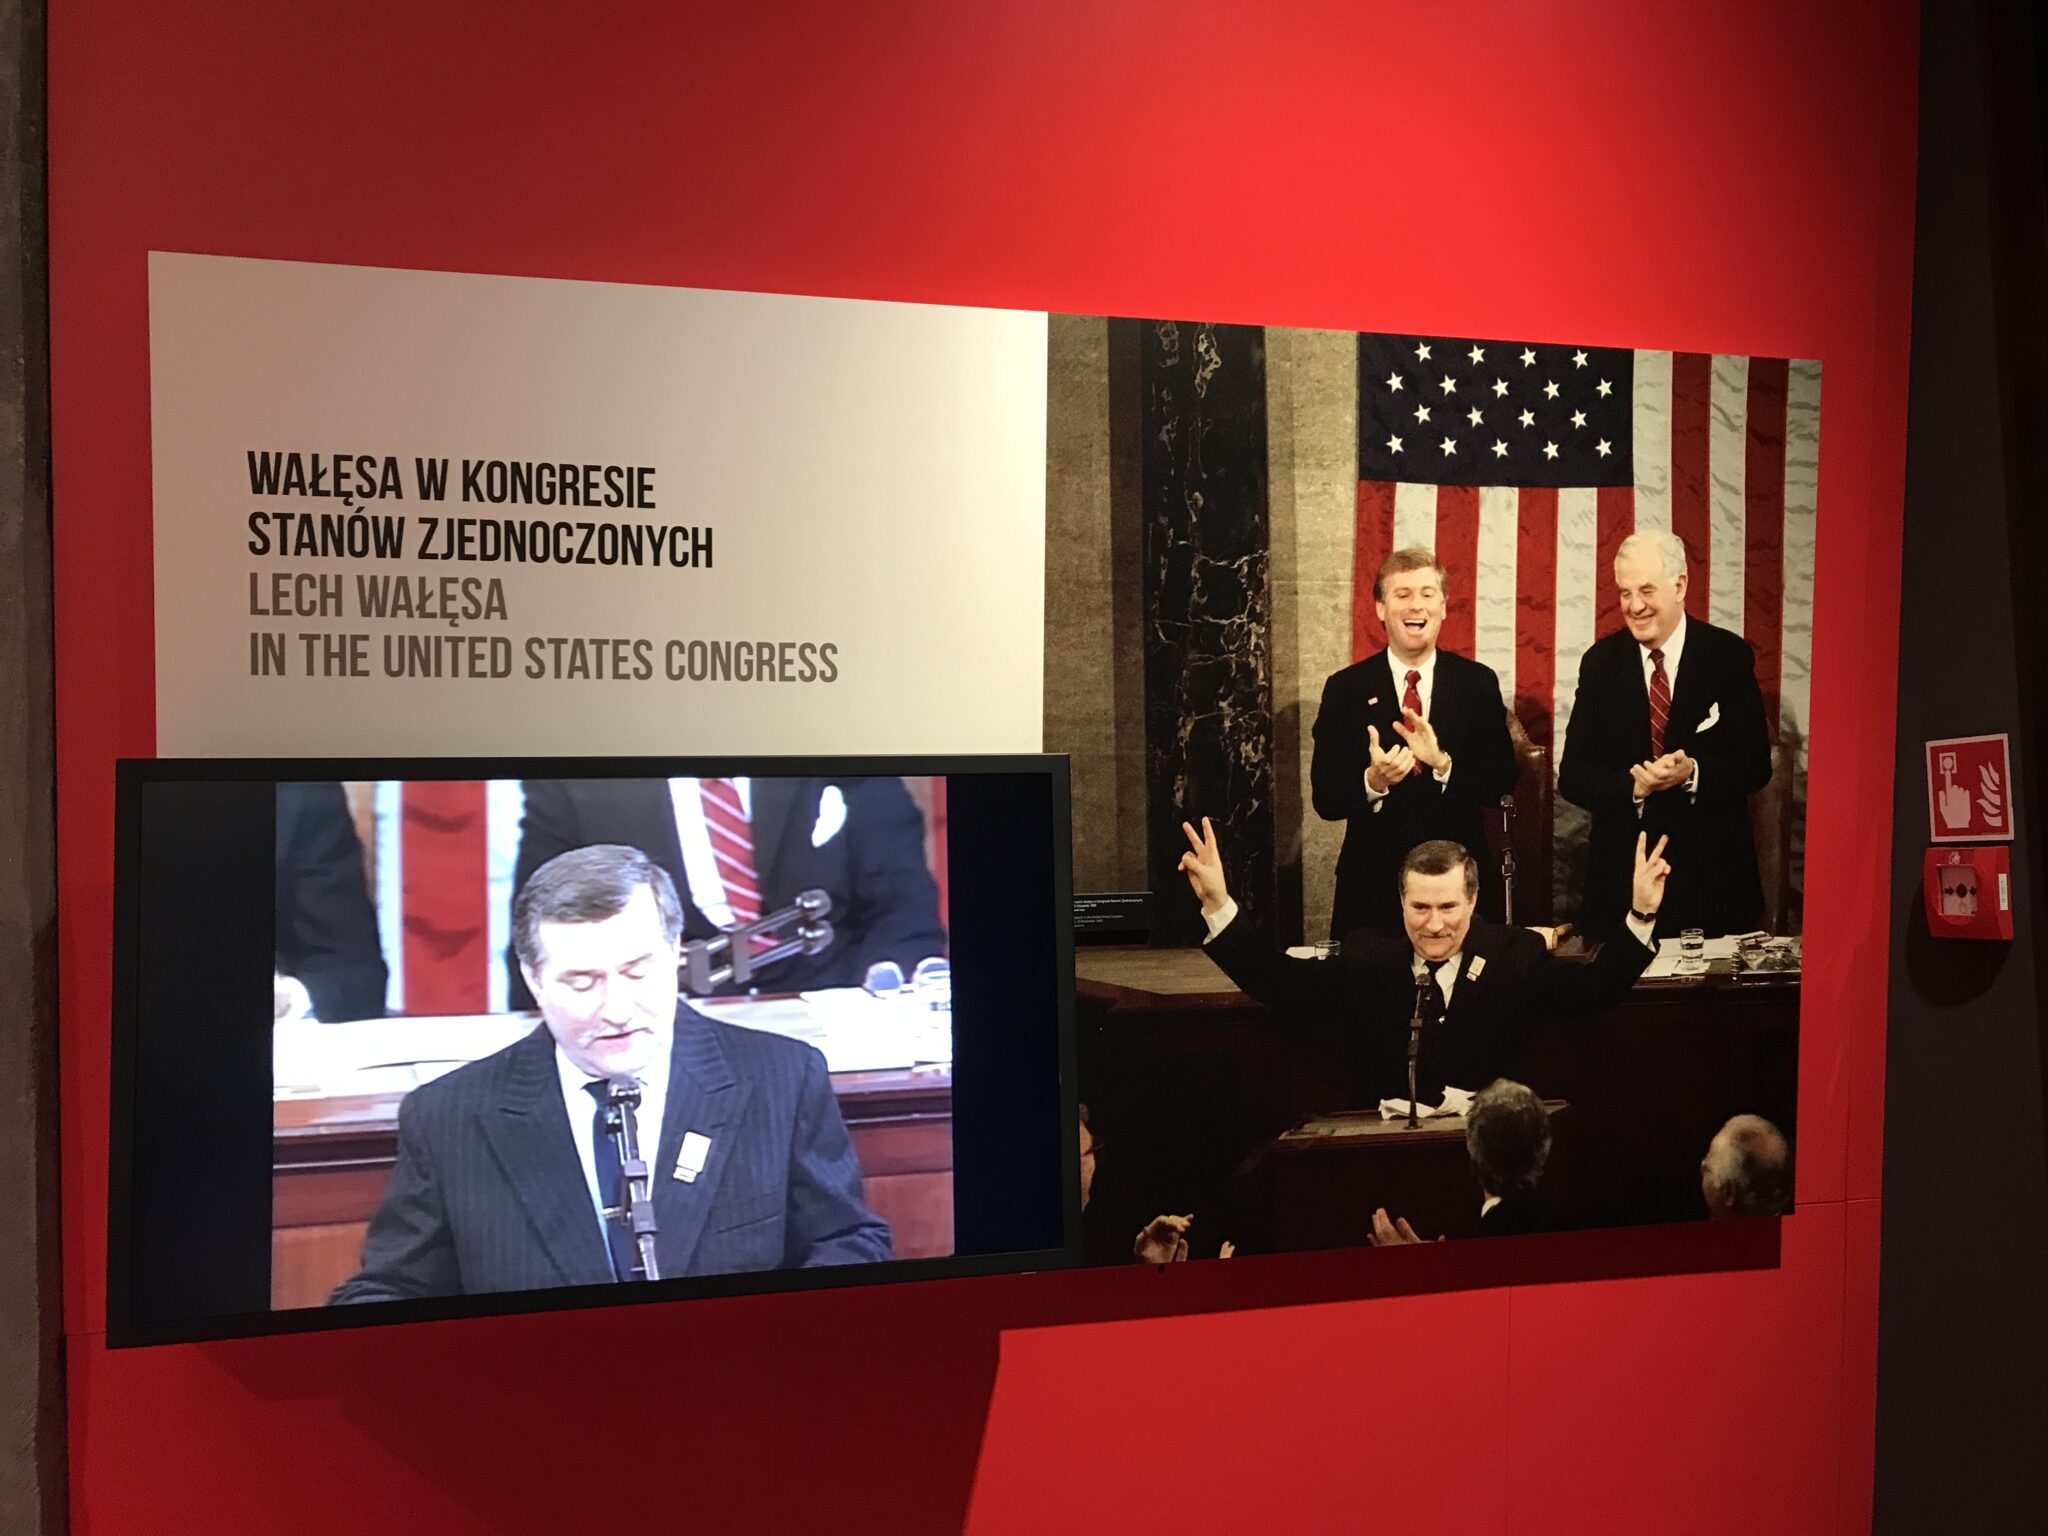 WAŁĘSA W KONGRESIE
STANÓW ZJEDNOCZONYCH
LECH WAŁĘSA
IN THE UNITED STATES CONGRESS